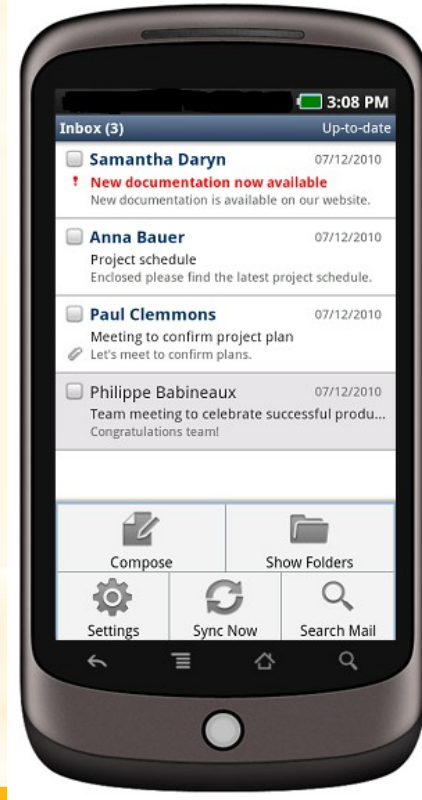 3:08 PM
Inbox (3) Up-to-date
Samantha Daryn 07/12/2010
! New documentation now available
New documentation is available on our website.
Anna Bauer 07/12/2010
Project schedule
Enclosed please find the latest project schedule.
Paul Clemmons 07/12/2010
Meeting to confirm project plan
Let's meet to confirm plans.
Philippe Babineaux 07/12/2010
Team meeting to celebrate successful produ...
Congratulations team!
Compose Show Folders
Settings Sync Now Search Mail